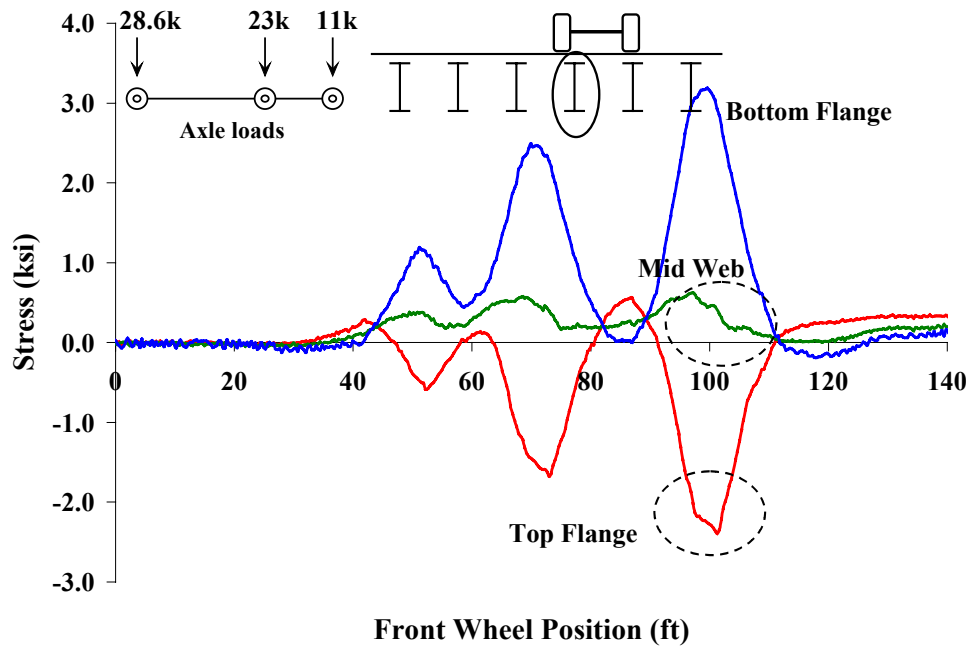 28.6k 23k 11k
Axle loads
4.0
3.0
2.0
1.0
0.0
-1.0
-2.0
-3.0
Stress (ksi)
Bottom Flange
Mid Web
Top Flange
0 20 40 60 80 100 120 140
Front Wheel Position (ft)